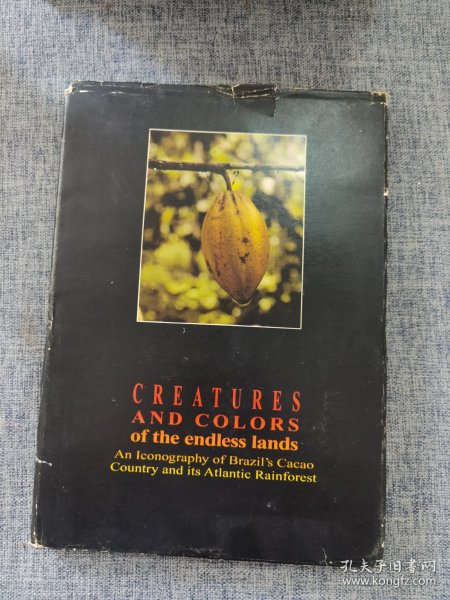 CREATURES
AND COLORS
of the endless lands
An Iconography of Brazil's Cacao
Country and its Atlantic Rainforest
孔夫子旧书网
www.kongfz.com